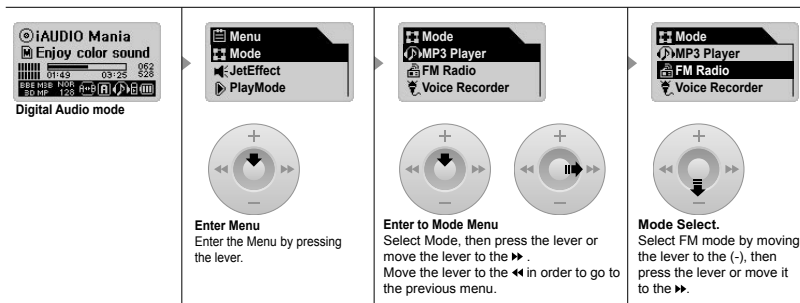 iAUDIO Mania
M Enjoy color sound
062
01:49 03:25 528
BBE M3B NOR
BD MP 128
Digital Audio mode
Menu
Mode
JetEffect
PlayMode
Enter Menu
Enter the Menu by pressing
the lever.
Mode
MP3 Player
FM Radio
Voice Recorder
Enter to Mode Menu
Select Mode, then press the lever or
move the lever to the ▶▶ .
Move the lever to the ◀◀ in order to go to
the previous menu.
Mode
MP3 Player
FM Radio
Voice Recorder
Mode Select.
Select FM mode by moving
the lever to the (-), then
press the lever or move it
to the ▶▶.